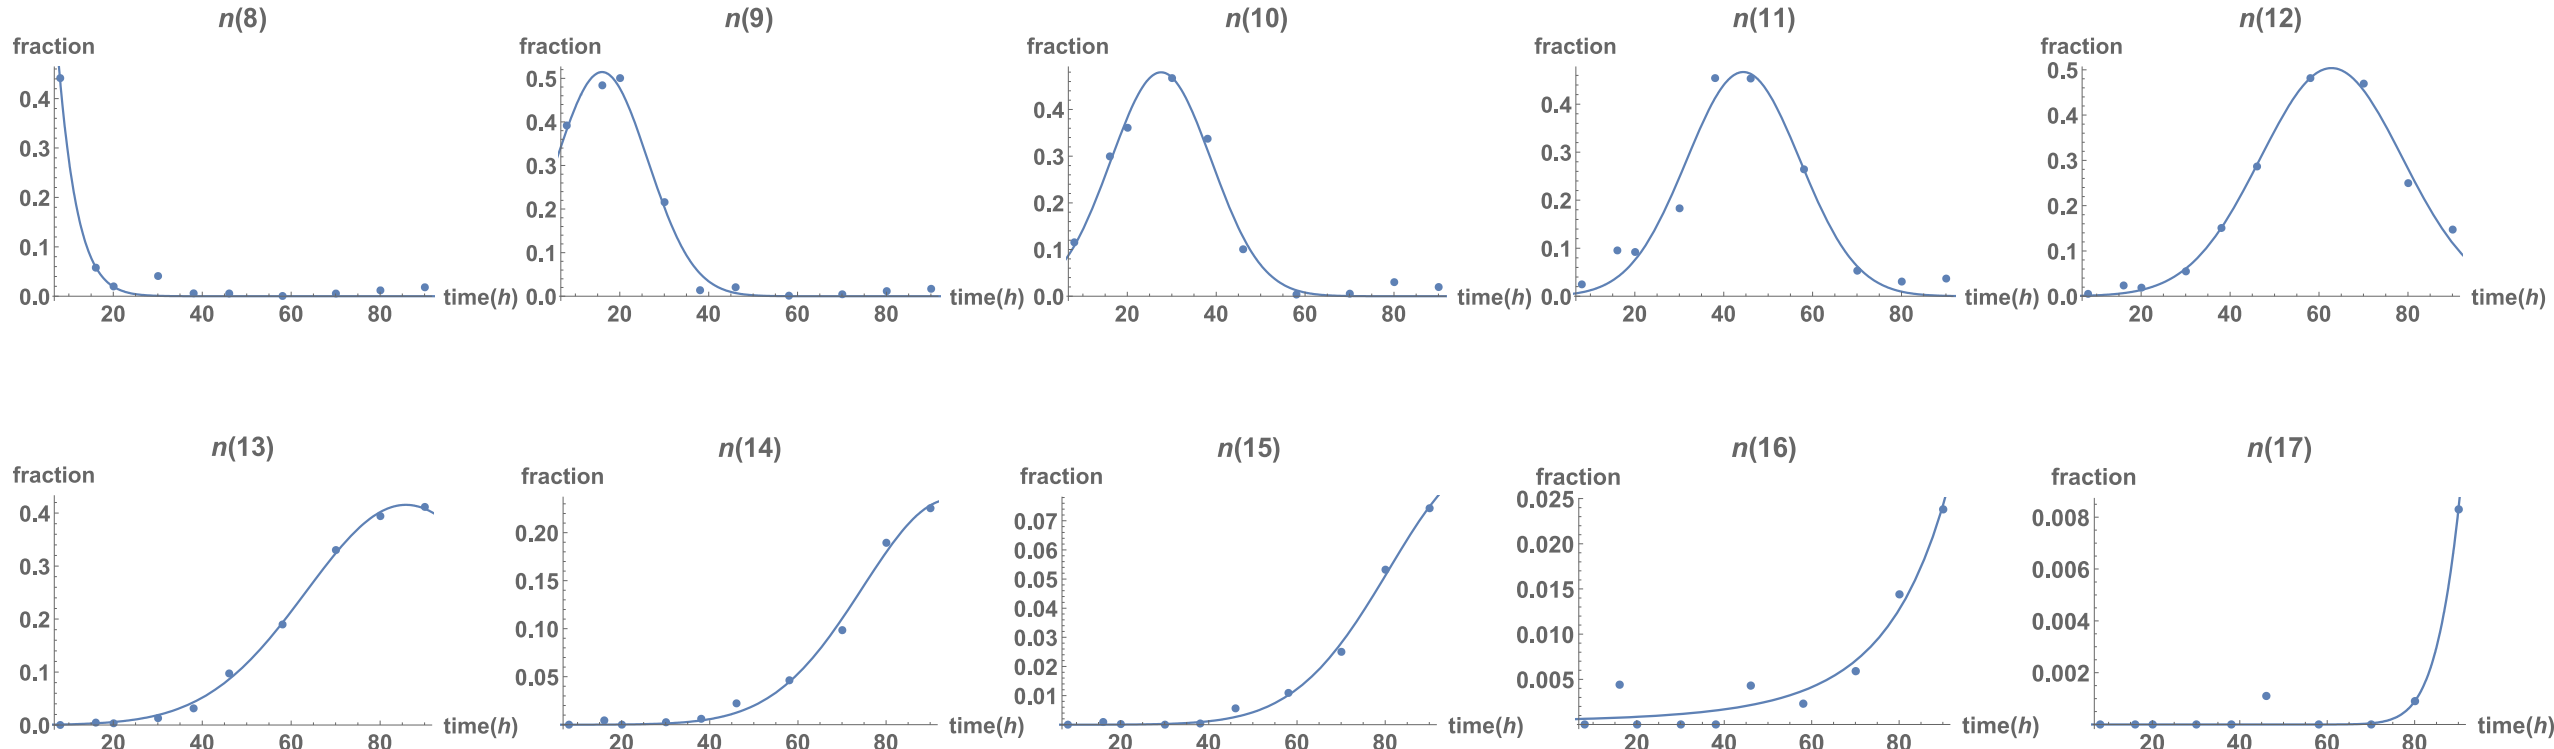 n(8)
fraction
0.4
0.3
0.2
0.1
0.0
20 40 60 80
time(h)
n(9)
fraction
0.5
0.4
0.3
0.2
0.1
0.0
20 40 60 80
time(h)
n(10)
fraction
0.4
0.3
0.2
0.1
0.0
20 40 60 80
time(h)
n(11)
fraction
0.4
0.3
0.2
0.1
0.0
20 40 60 80
time(h)
n(12)
fraction
0.5
0.4
0.3
0.2
0.1
0.0
20 40 60 80
time(h)
n(13)
fraction
0.4
0.3
0.2
0.1
0.0
20 40 60 80
time(h)
n(14)
fraction
0.20
0.15
0.10
0.05
20 40 60 80
time(h)
n(15)
fraction
0.07
0.06
0.05
0.04
0.03
0.02
0.01
20 40 60 80
time(h)
n(16)
fraction
0.025
0.020
0.015
0.010
0.005
20 40 60 80
time(h)
n(17)
fraction
0.008
0.006
0.004
0.002
20 40 60 80
time(h)